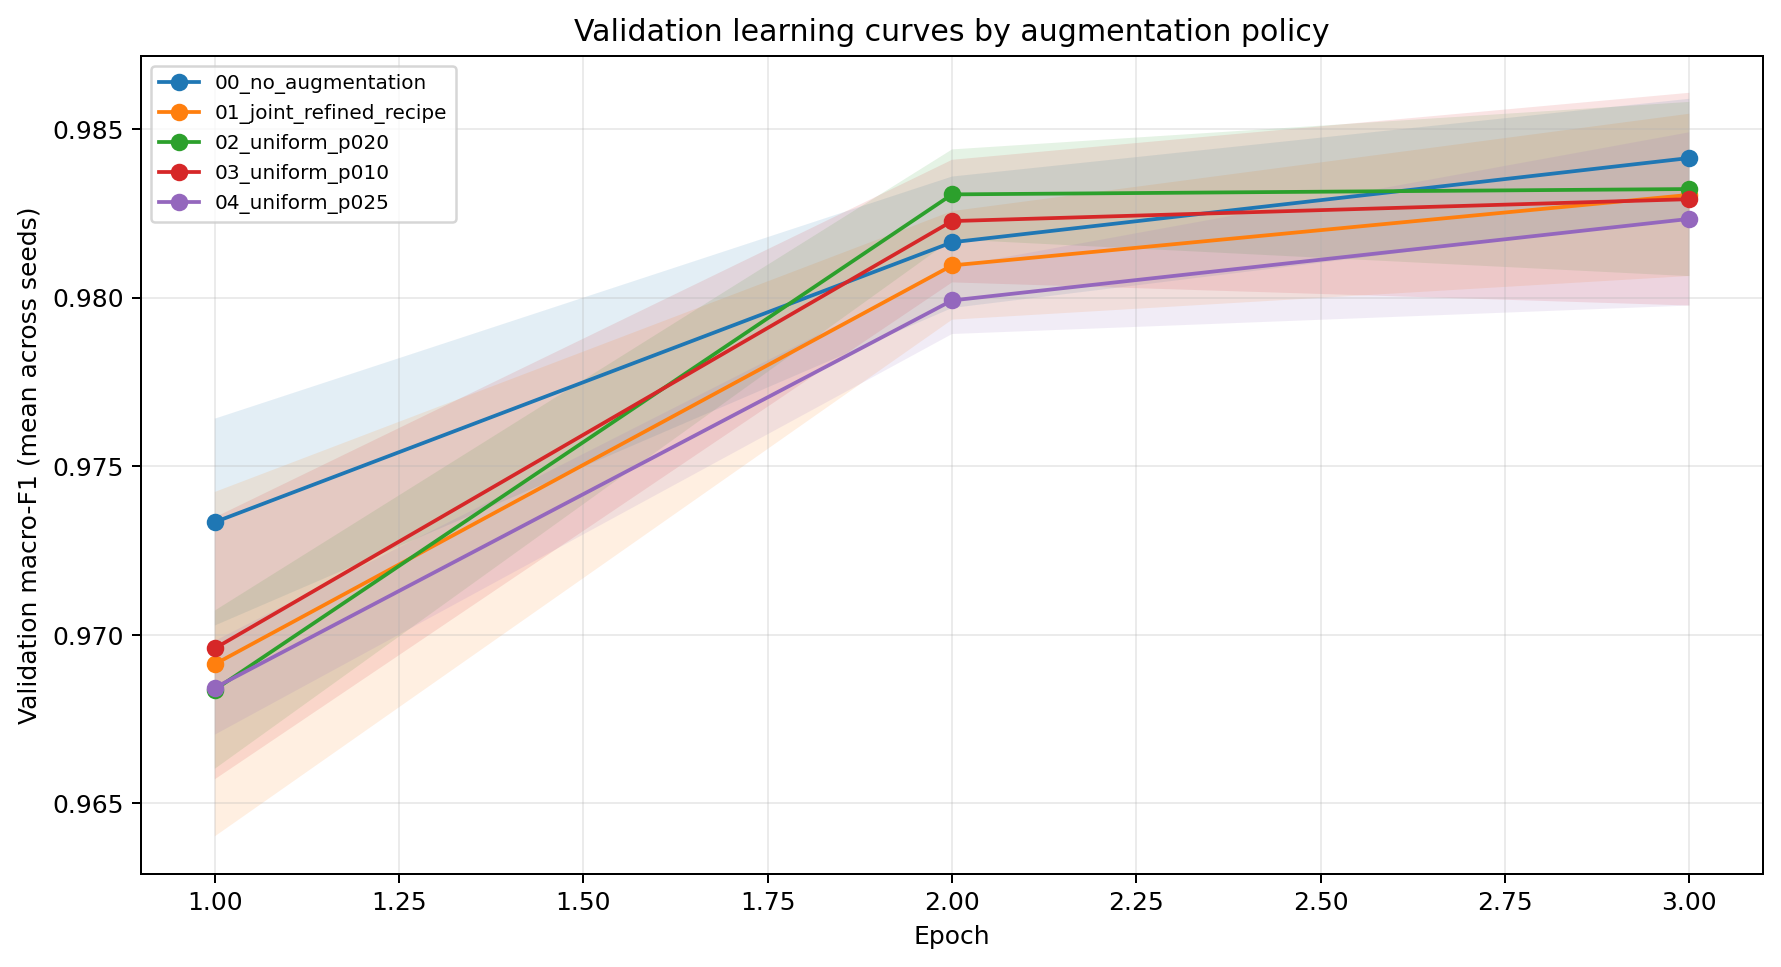 Validation learning curves by augmentation policy
00_no_augmentation
01_joint_refined_recipe
02_uniform_p020
03_uniform_p010
04_uniform_p025
Validation macro-F1 (mean across seeds)
0.985
0.980
0.975
0.970
0.965
1.00 1.25 1.50 1.75 2.00 2.25 2.50 2.75 3.00
Epoch